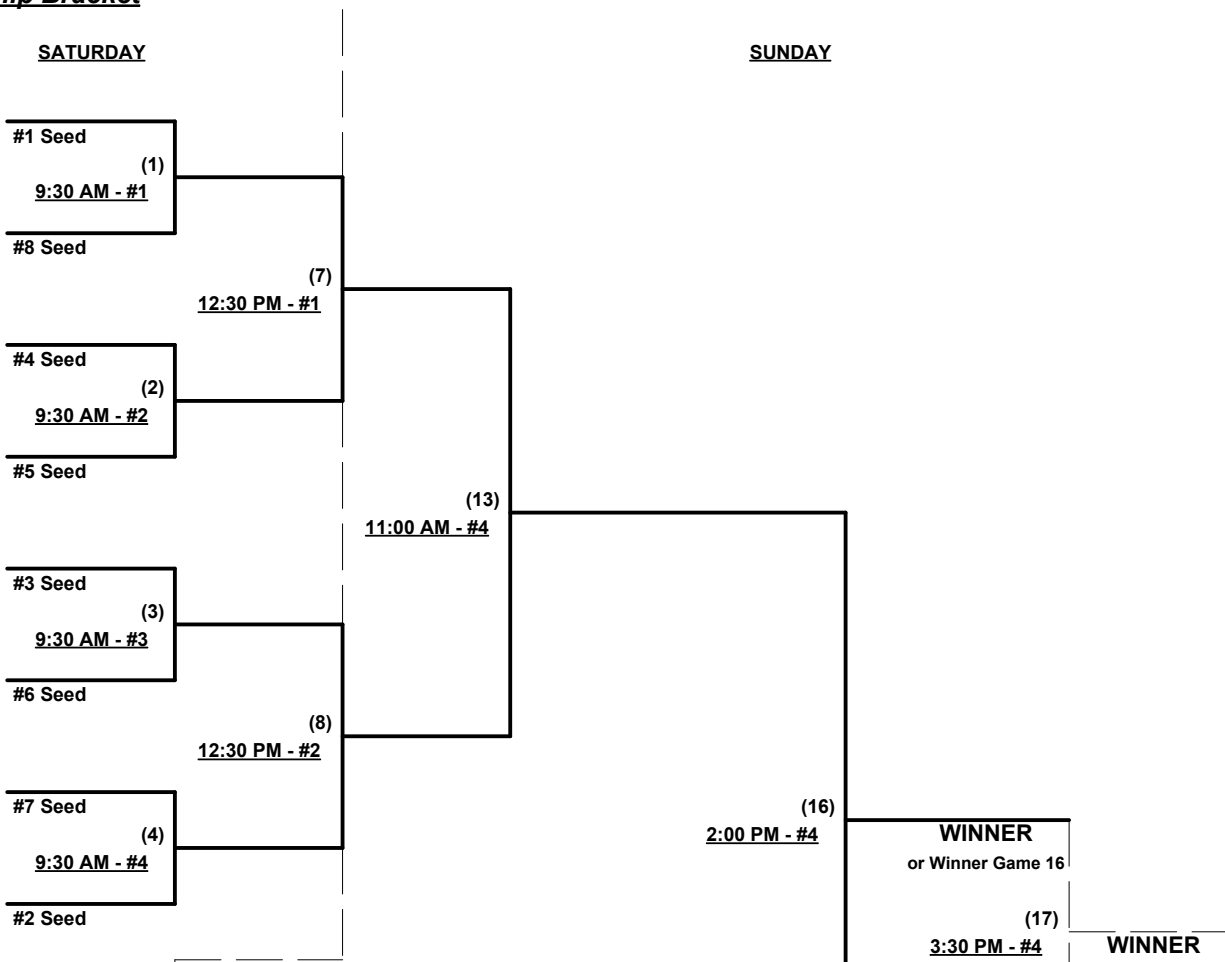 Bracket
SATURDAY
SUNDAY
#1 Seed
(1)
9:30 AM - #1
#8 Seed
(7)
12:30 PM - #1
#4 Seed
(2)
9:30 AM - #2
#5 Seed
(13)
11:00 AM - #4
#3 Seed
(3)
9:30 AM - #3
#6 Seed
(8)
12:30 PM - #2
#7 Seed
(4)
9:30 AM - #4
#2 Seed
(16)
2:00 PM - #4
WINNER
or Winner Game 16
(17)
3:30 PM - #4
WINNER